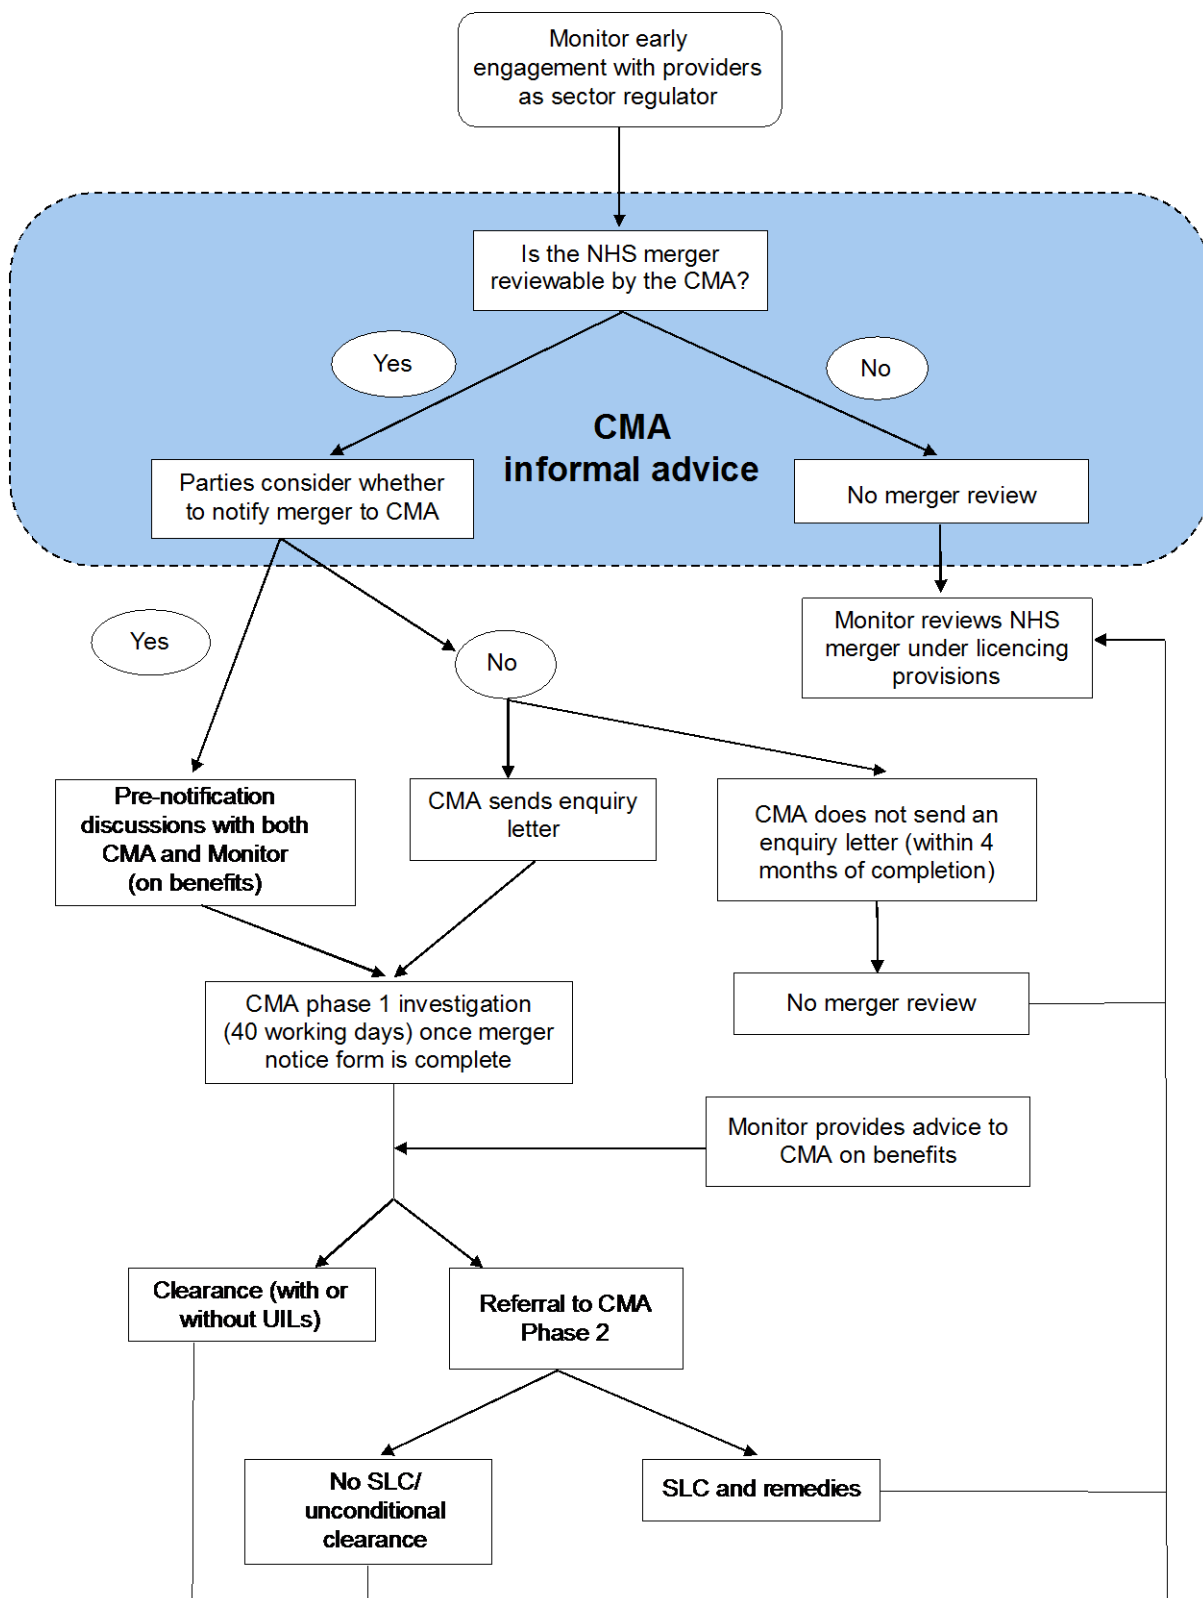 Monitor early
engagement with providers
as sector regulator
Is the NHS merger
reviewable by the CMA?
Yes
No
CMA
informal advice
Parties consider whether
to notify merger to CMA
No merger review
Monitor reviews NHS
merger under licencing
provisions
Yes
No
Pre-notification
discussions with both
CMA and Monitor
(on benefits)
CMA sends enquiry
letter
CMA does not send an
enquiry letter (within 4
months of completion)
No merger review
CMA phase 1 investigation
(40 working days) once merger
notice form is complete
Monitor provides advice to
CMA on benefits
Clearance (with or
without UILs)
Referral to CMA
Phase 2
No SLC/
unconditional
clearance
SLC and remedies